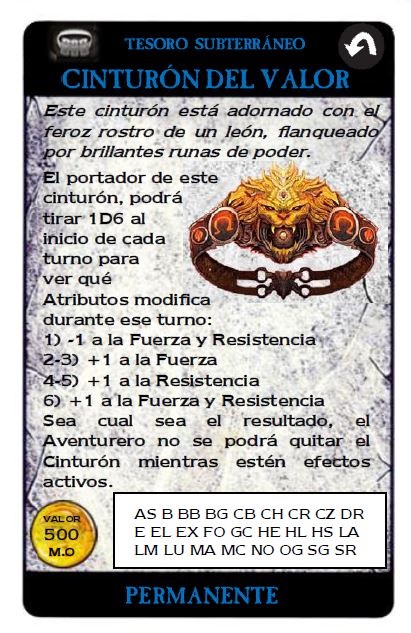 TESORO SUBTERRÁNEO
CINTURÓN DEL VALOR
Este cinturón está adornado con el
feroz rostro de un león, flanqueado
por brillantes runas de poder.
El portador de este
cinturón, podrá
tirar 1D6 al
inicio de cada
turno para
ver qué
Atributos modifica
durante ese turno:
1) -1 a la Fuerza y Resistencia
2-3) +1 a la Fuerza
4-5) +1 a la Resistencia
6) +1 a la Fuerza y Resistencia
Sea cual sea el resultado, el
Aventurero no se podrá quitar el
Cinturón mientras estén efectos
activos.
VALOR
500
M.O
AS B BB BG CB CH CR CZ DR
E EL EX FO GC HE HL HS LA
LM LU MA MC NO OG SG SR
PERMANENTE